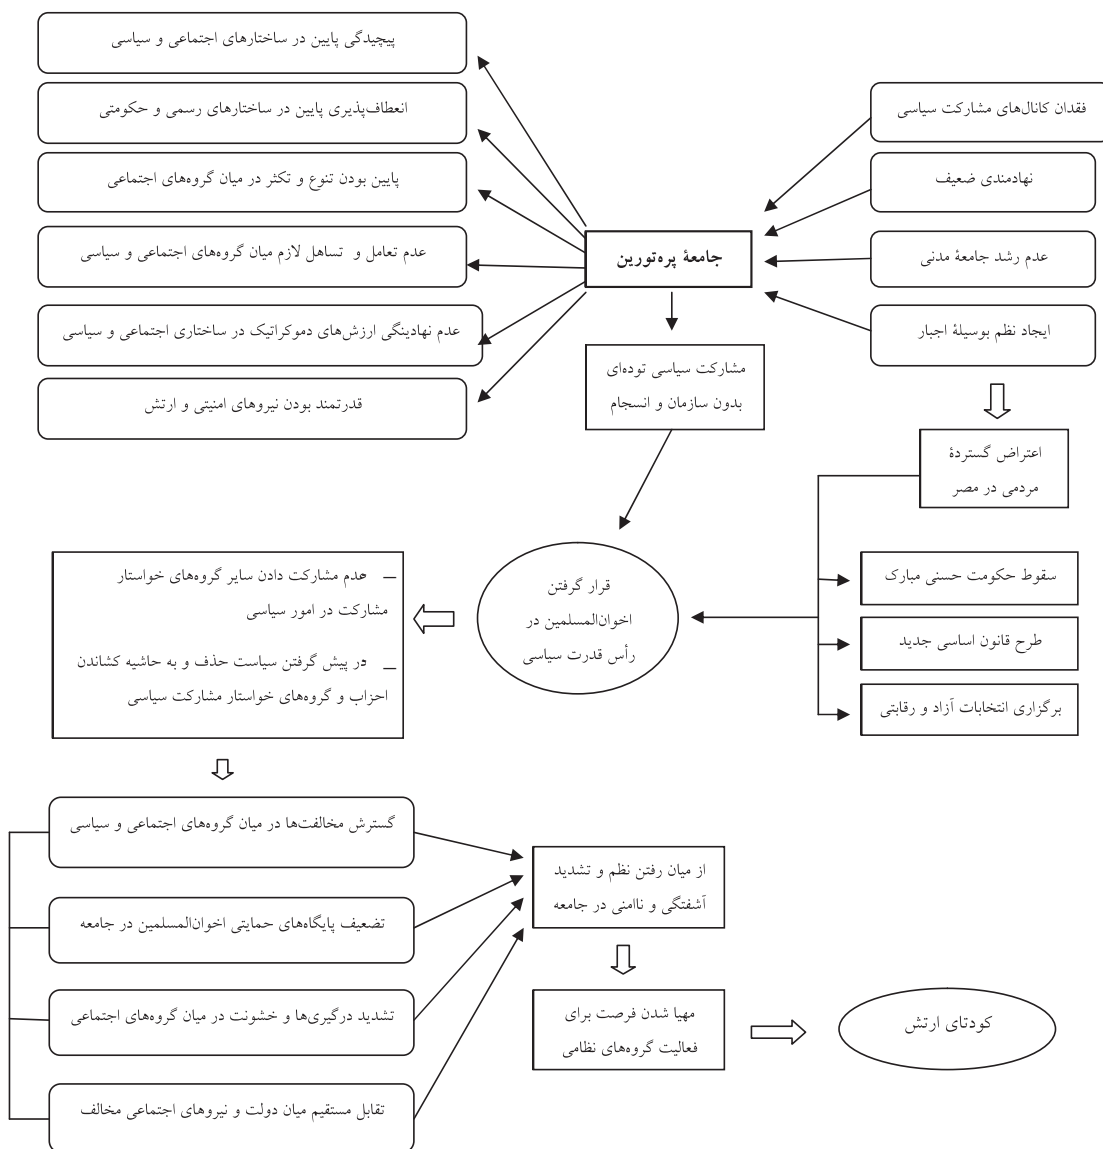 پیچیدگی پایین در ساختارهای اجتماعی و سیاسی
انعطاف‌پذیری پایین در ساختارهای رسمی و حکومتی
پایین بودن تنوع و تکثر در میان گروه‌های اجتماعی
عدم تعامل و تساهل لازم میان گروه‌های اجتماعی و سیاسی
عدم نهادینگی ارزش‌های دموکراتیک در ساختاری اجتماعی و سیاسی
قدرتمند بودن نیروهای امنیتی و ارتش
فقدان کانال‌های مشارکت سیاسی
نهادمندی ضعیف
عدم رشد جامعهٔ مدنی
ایجاد نظم بوسیلهٔ اجبار
جامعهٔ پره‌تورین
مشارکت سیاسی توده‌ای
بدون سازمان و انسجام
اعتراض گستردهٔ
مردمی در مصر
سقوط حکومت حسنی مبارک
طرح قانون اساسی جدید
برگزاری انتخابات آزاد و رقابتی
قرار گرفتن
اخوان‌المسلمین در
رأس قدرت سیاسی
– عدم مشارکت دادن سایر گروه‌های خواستار
مشارکت در امور سیاسی
– در پیش گرفتن سیاست حذف و به حاشیه کشاندن
احزاب و گروه‌های خواستار مشارکت سیاسی
گسترش مخالفت‌ها در میان گروه‌های اجتماعی و سیاسی
تضعیف پایگاه‌های حمایتی اخوان‌المسلمین در جامعه
تشدید درگیری‌ها و خشونت در میان گروه‌های اجتماعی
تقابل مستقیم میان دولت و نیروهای اجتماعی مخالف
از میان رفتن نظم و تشدید
آشفتگی و ناامنی در جامعه
مهیا شدن فرصت برای
فعالیت گروه‌های نظامی
کودتای ارتش